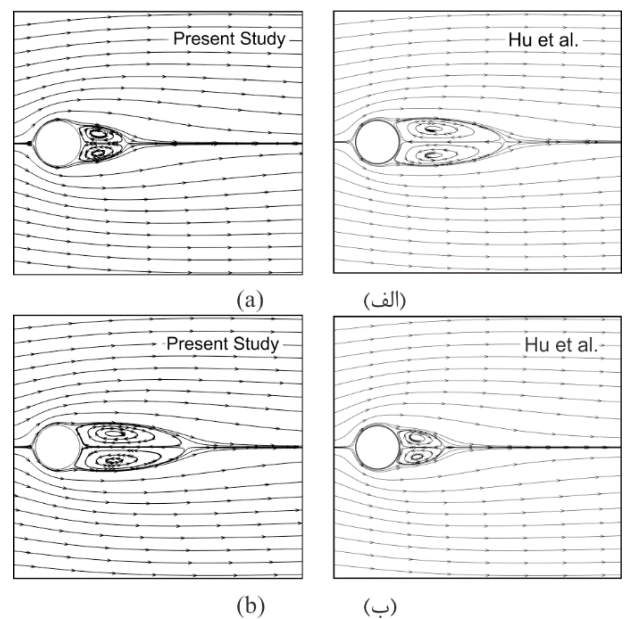 Present Study
Hu et al.
(a)
(الف)
Present Study
Hu et al.
(b)
(ب)